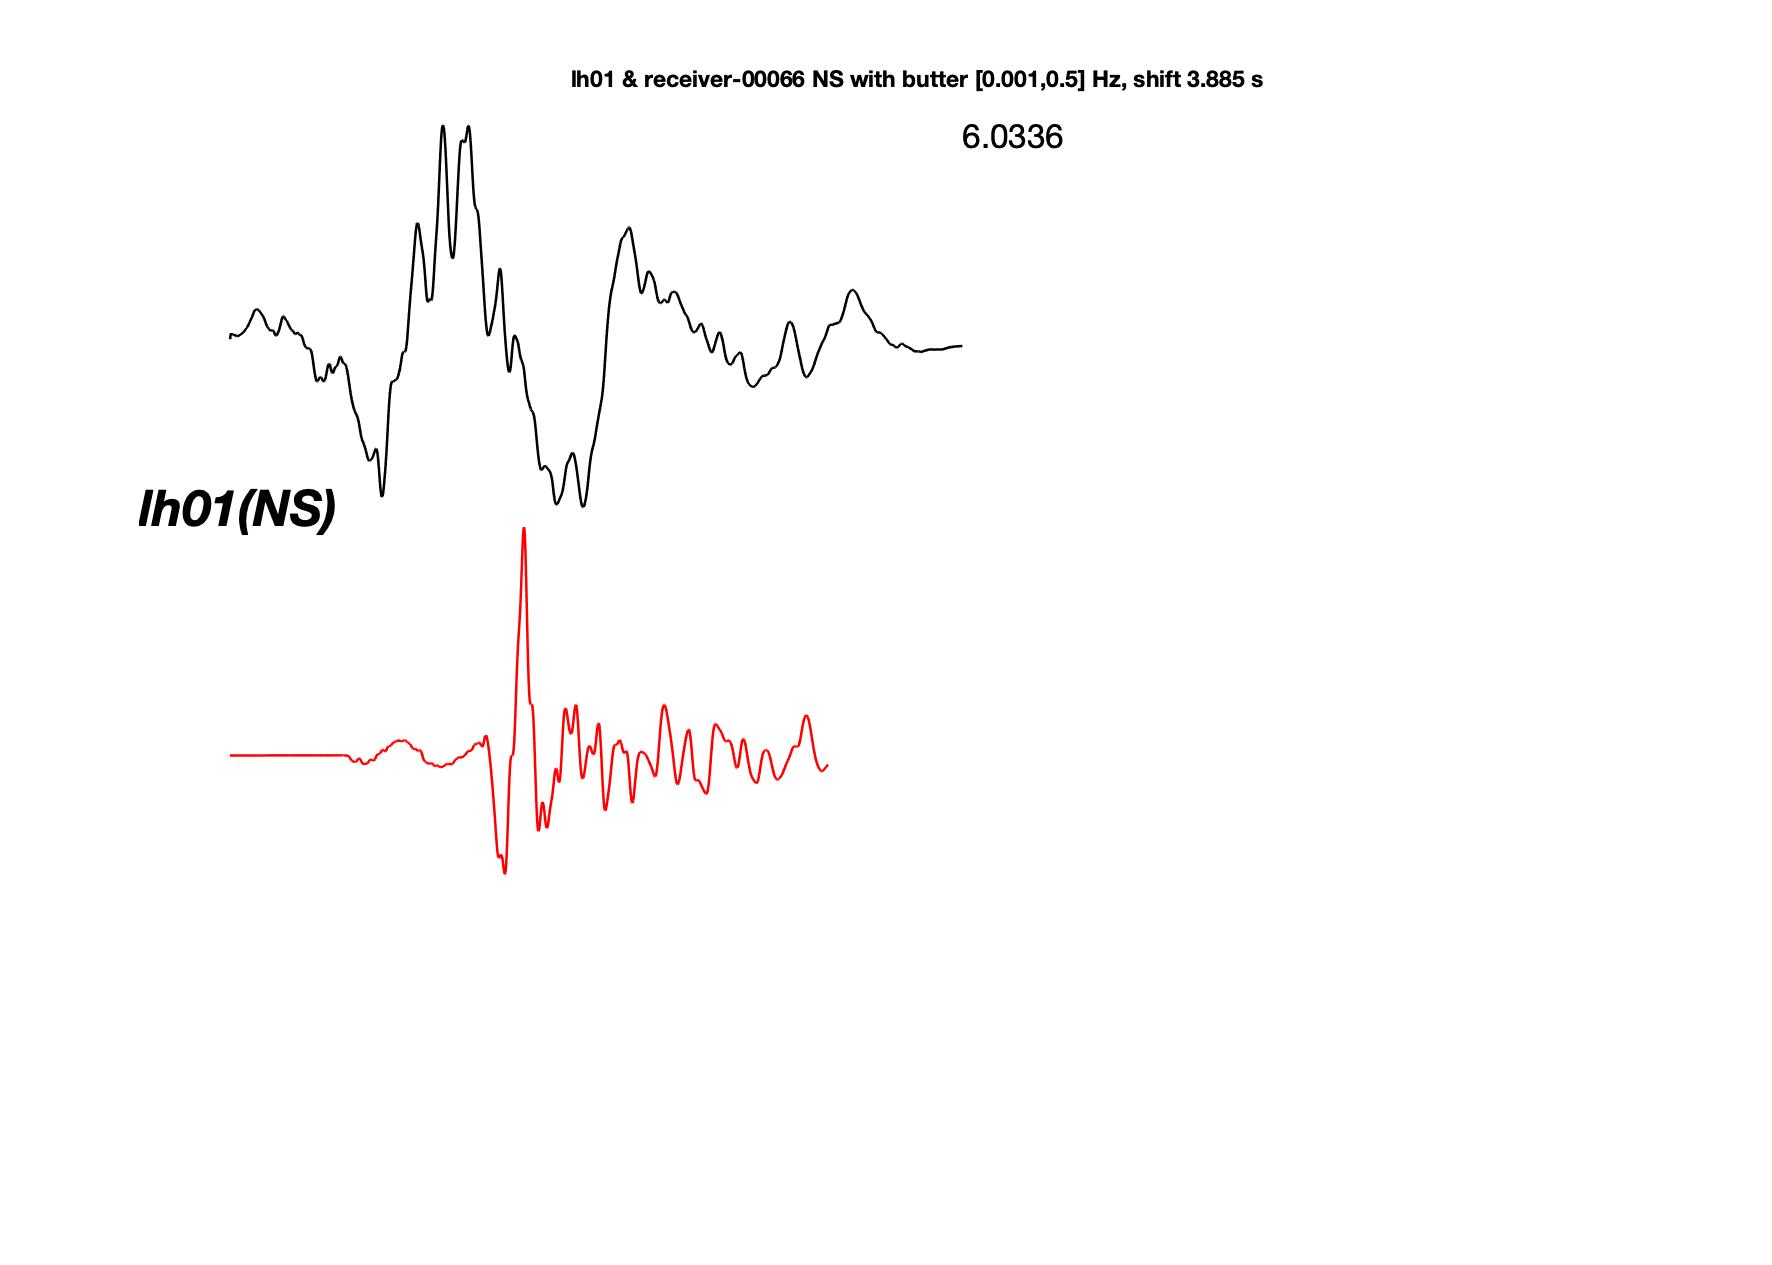 lh01 & receiver-00066 NS with butter [0.001,0.5] Hz, shift 3.885 s
6.0336
lh01(NS)